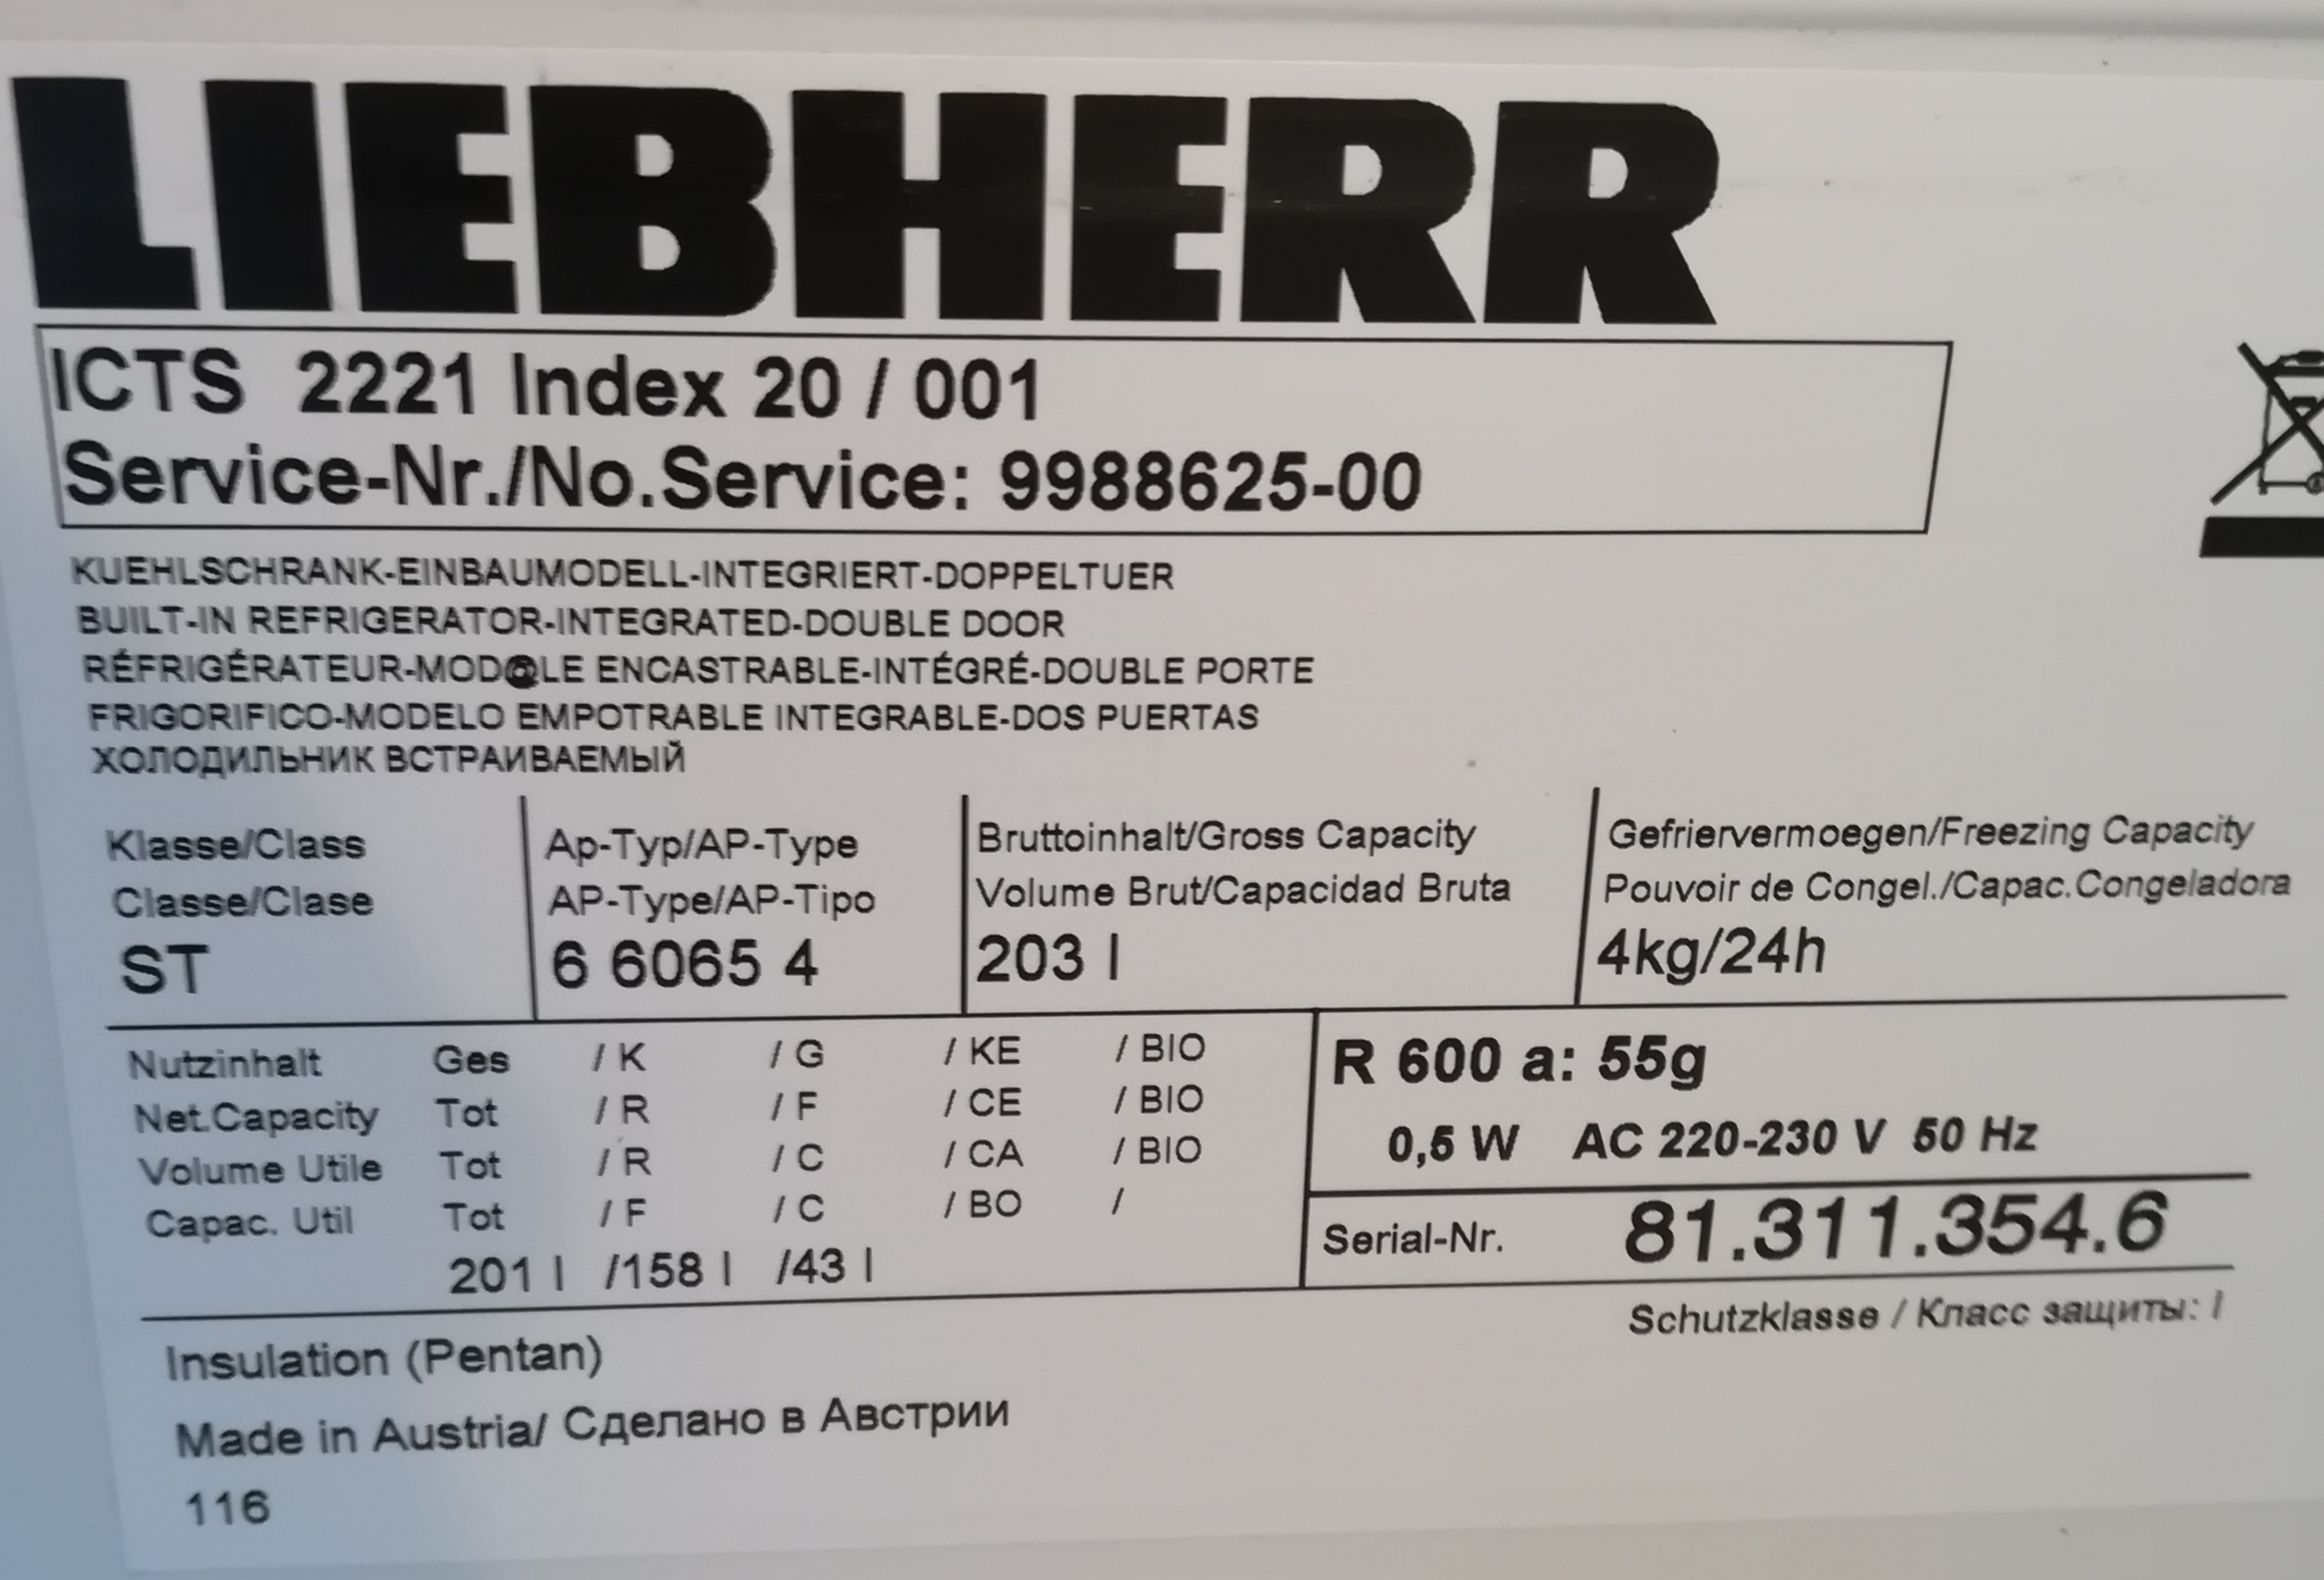 LIEBHERR
ICTS 2221 Index 20 / 001
Service-Nr./No.Service: 9988625-00
KUEHLSCHRANK-EINBAUMODELL-INTEGRIERT-DOPPELTUER
BUILT-IN REFRIGERATOR-INTEGRATED-DOUBLE DOOR
RÉFRIGÉRATEUR-MOD@LE ENCASTRABLE-INTÉGRÉ-DOUBLE PORTE
FRIGORIFICO-MODELO EMPOTRABLE INTEGRABLE-DOS PUERTAS
ХОЛОДИЛЬНИК ВСТРАИВАЕМЫЙ
Klasse/Class
Classe/Clase
ST
Ap-Typ/AP-Type
AP-Type/AP-Tipo
6 6065 4
Bruttoinhalt/Gross Capacity
Volume Brut/Capacidad Bruta
203 l
Gefriervermoegen/Freezing Capacity
Pouvoir de Congel./Capac.Congeladora
4kg/24h
Nutzinhalt Ges / K / G / KE / BIO
Net.Capacity Tot / R / F / CE / BIO
Volume Utile Tot / R / C / CA / BIO
Capac. Util Tot / F / C / BO /
201 l /158 l /43 l
R 600 a: 55g
0,5 W AC 220-230 V 50 Hz
Serial-Nr. 81.311.354.6
Schutzklasse / Класс защиты: I
Insulation (Pentan)
Made in Austria/ Сделано в Австрии
116